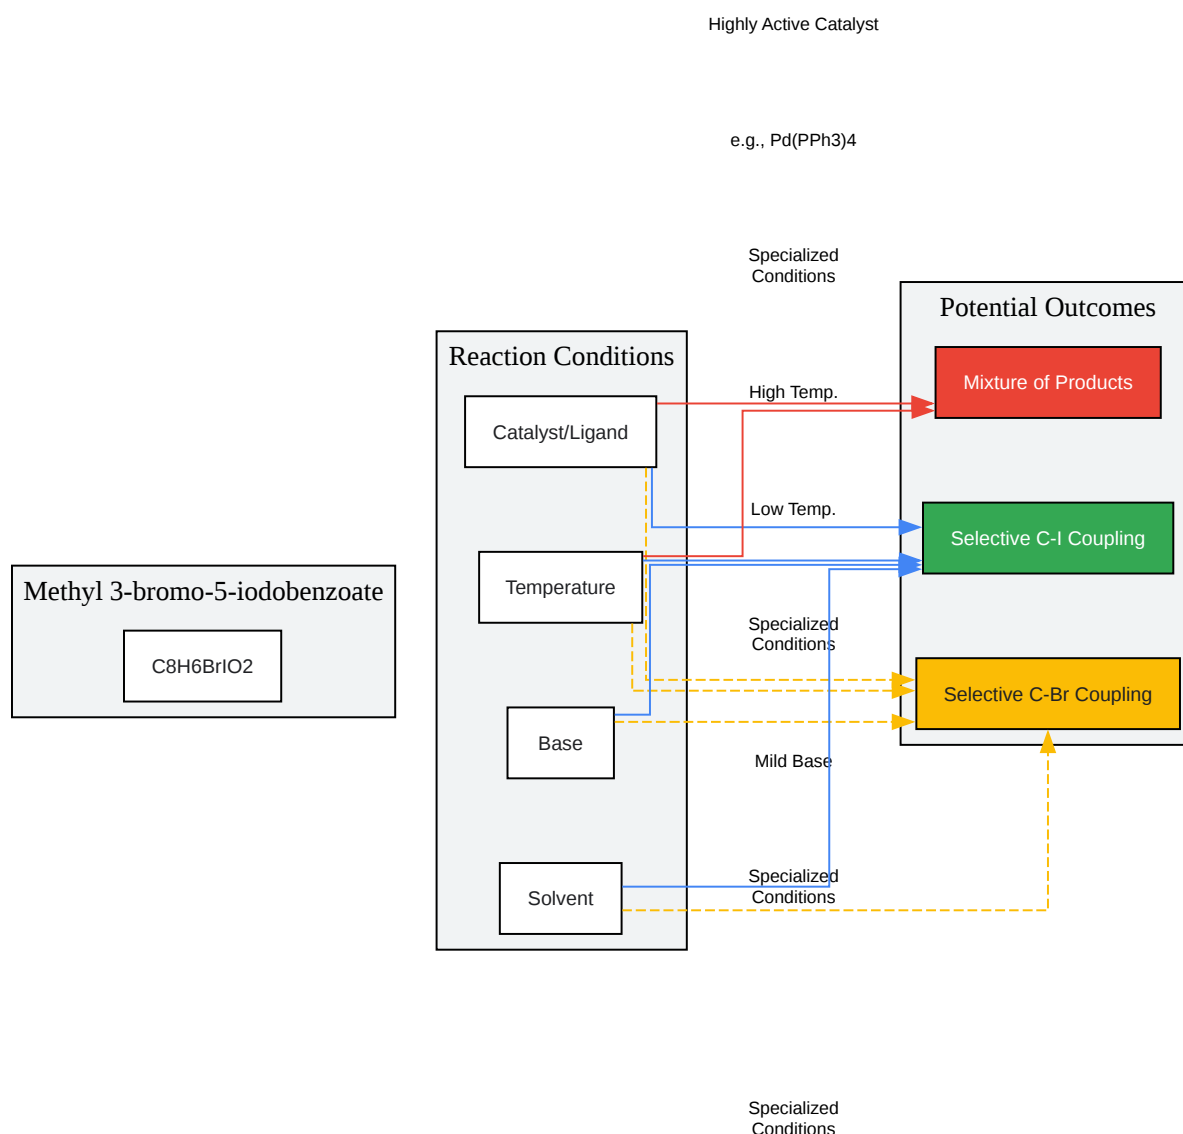 Highly Active Catalyst
e.g., Pd(PPh3)4
Specialized
Conditions
Potential Outcomes
Reaction Conditions
Mixture of Products
High Temp.
Catalyst/Ligand
Low Temp.
Selective C-I Coupling
Methyl 3-bromo-5-iodobenzoate
Temperature
Specialized
Conditions
C8H6BrIO2
Selective C-Br Coupling
Base
Mild Base
Specialized
Conditions
Solvent
Specialized
Conditions